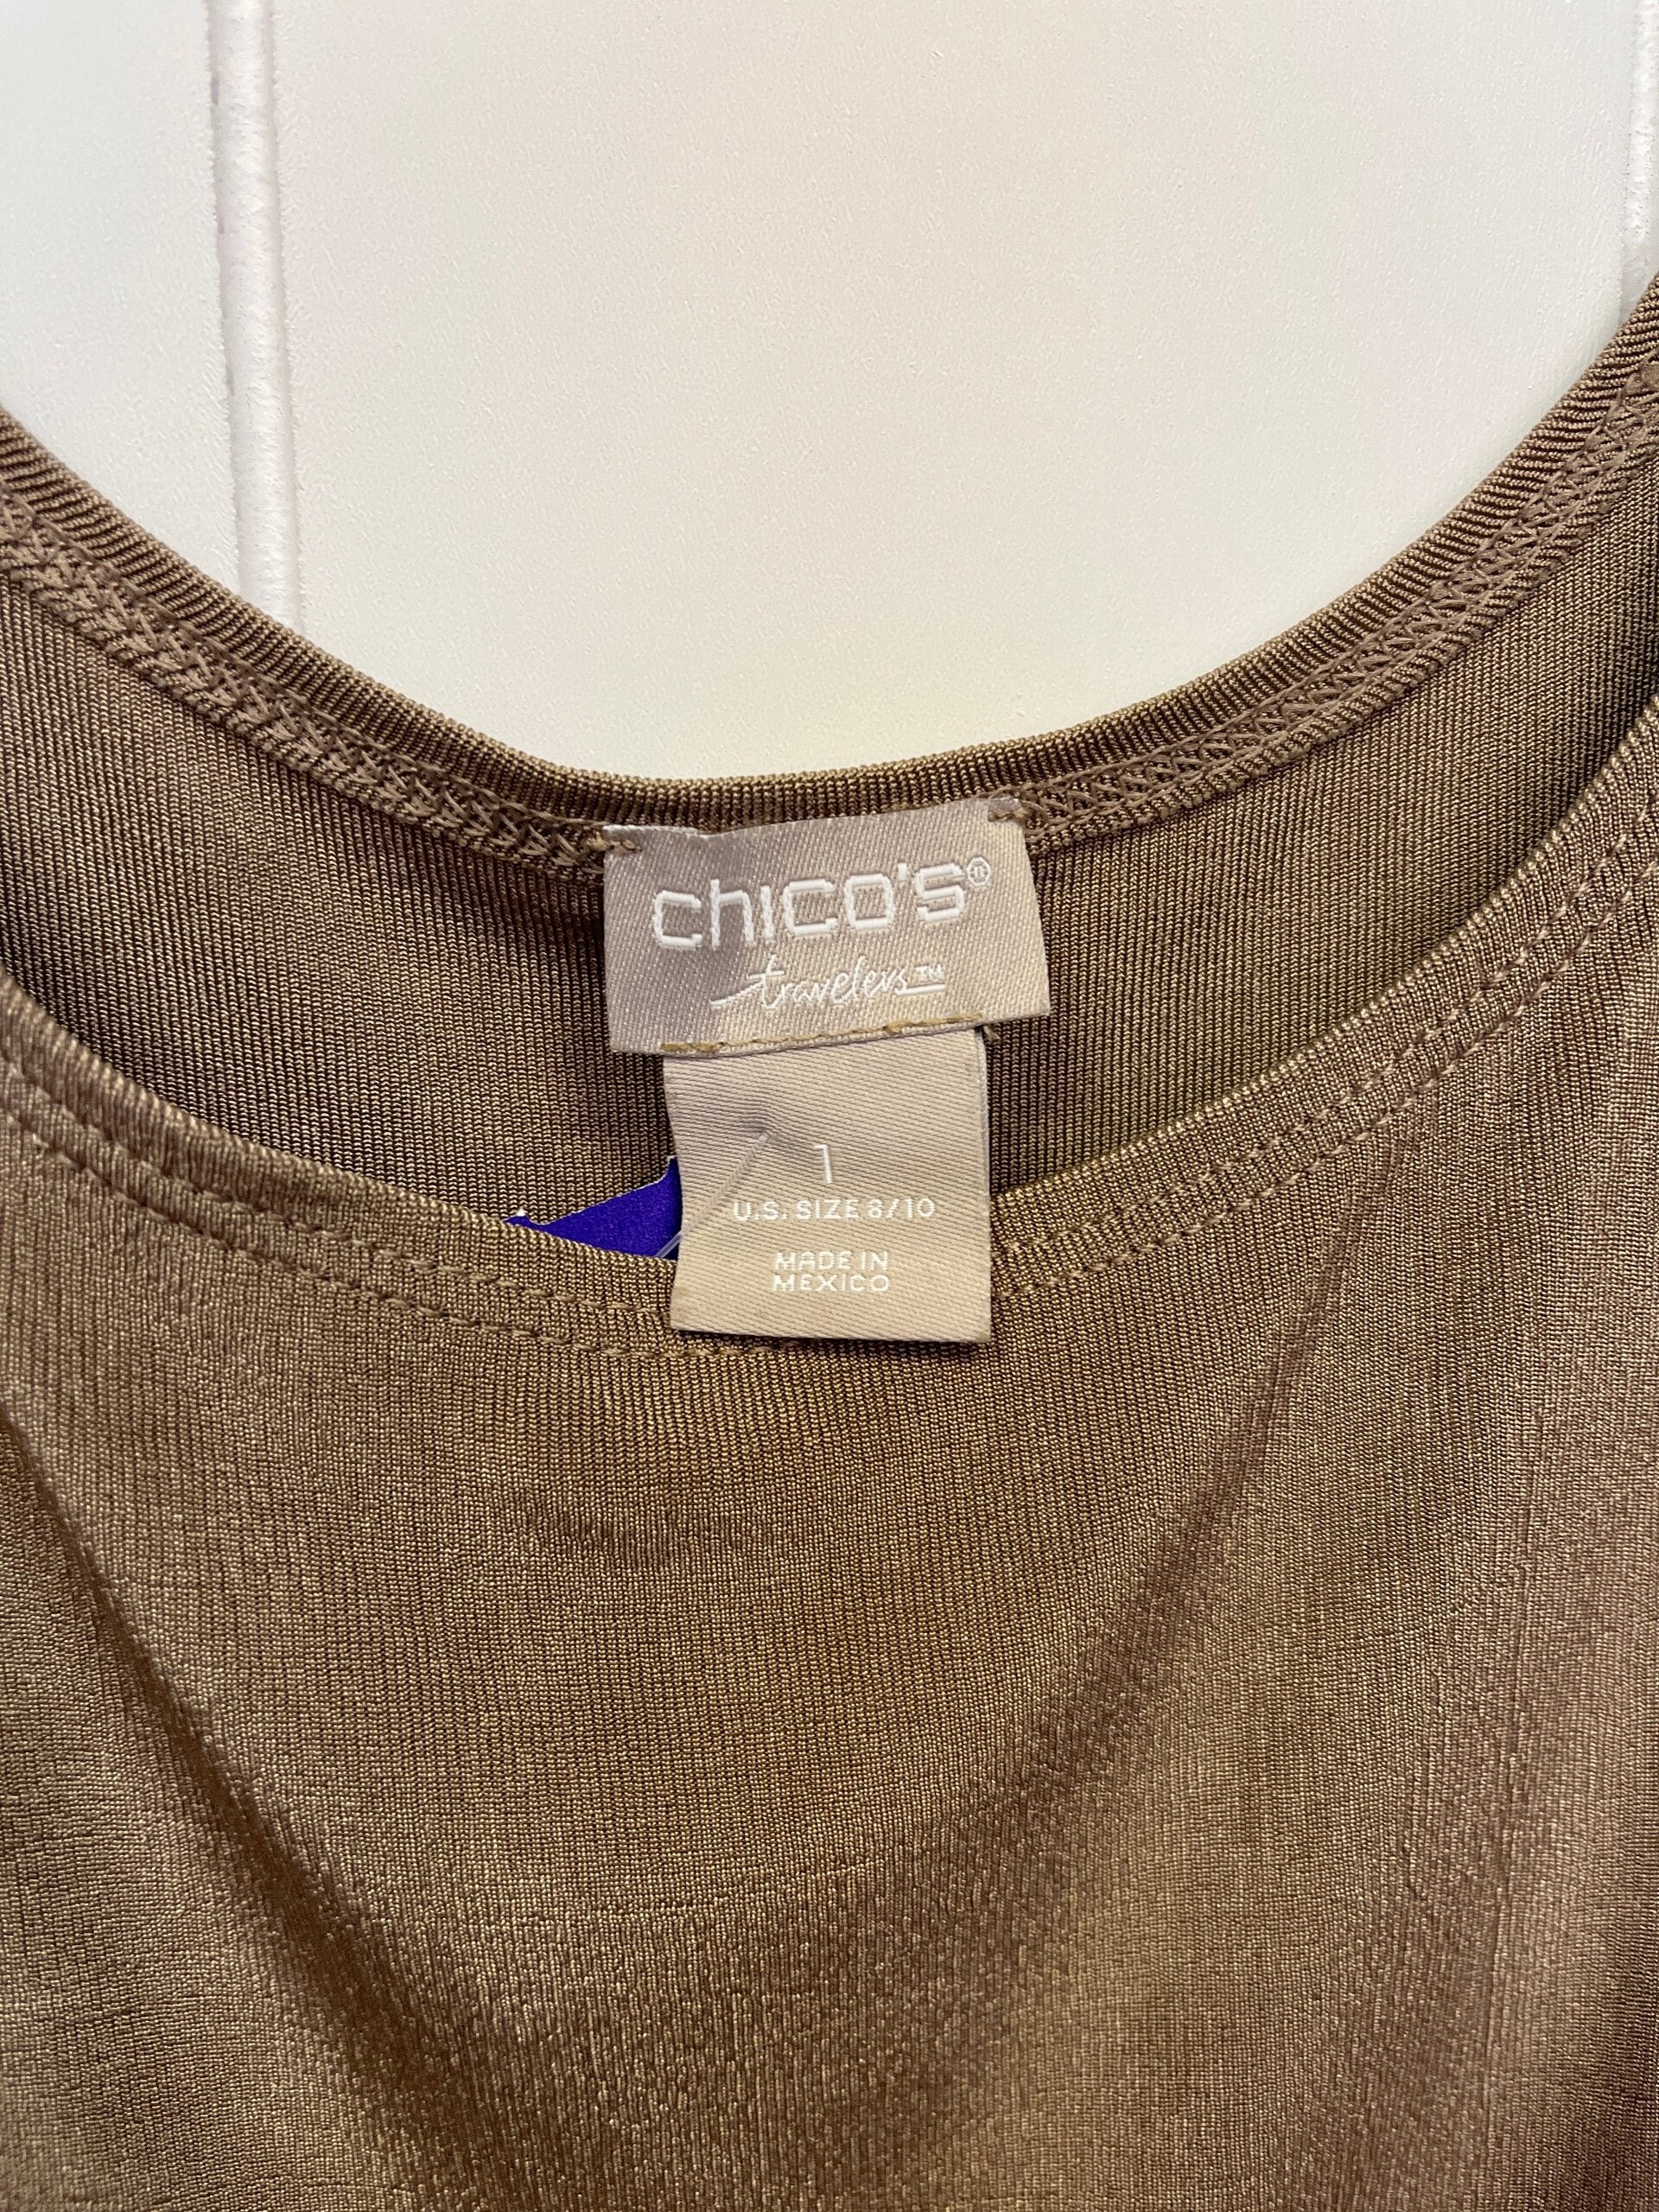 chico's®
travelers™
1
U.S. SIZE 8/10
MADE IN
MEXICO